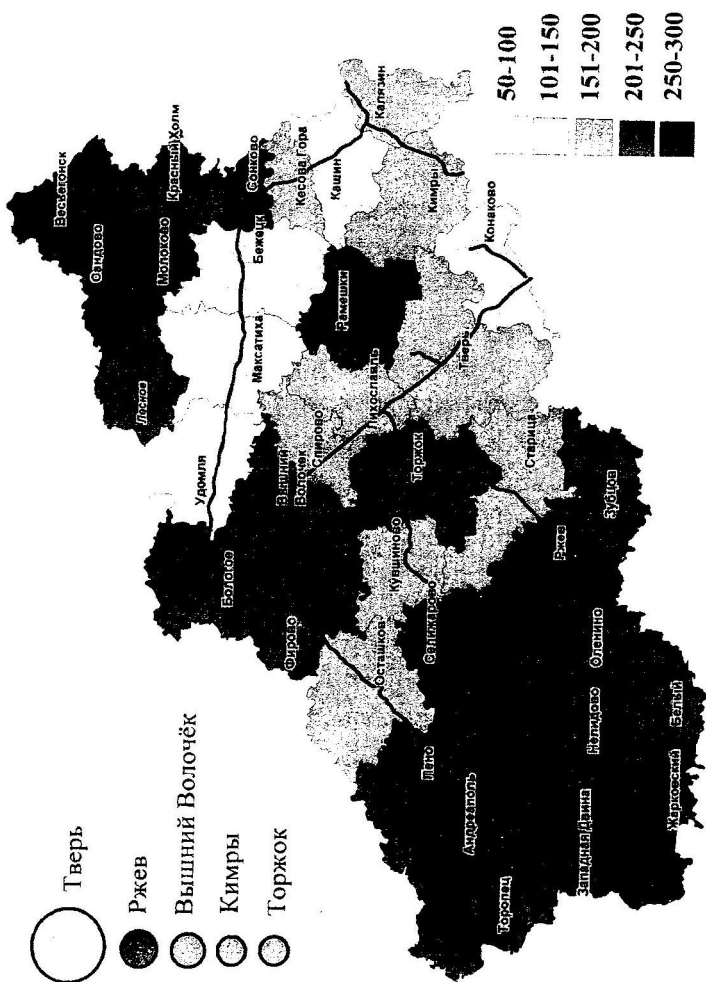 Тверь
Ржев
Вышний Волочёк
Кимры
Торжок
Весьегонск
Сандово
Красный Холм
Молоково
Лесное
Сонково
Кесова Гора
Калязин
Кашин
Бежецк
Максатиха
Удомля
Рамешки
Кимры
Конаково
Бологое
Вышний
Волочек
Спирово
Лихославль
Тверь
Фирово
Торжок
Кувшиново
Старица
Осташков
Селижарово
Ржев
Зубцов
Пено
Андреаполь
Оленино
Нелидово
Торопец
Западная Двина
Жарковский
Белый
50-100
101-150
151-200
201-250
250-300